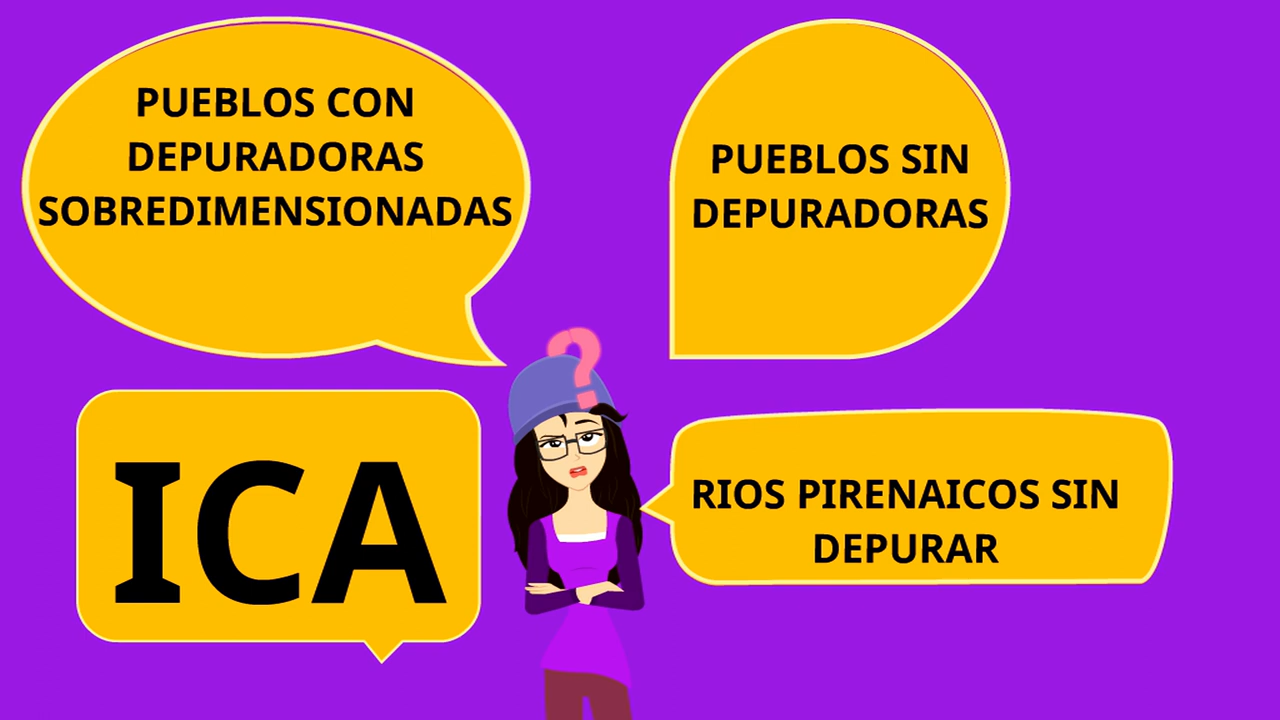 PUEBLOS CON
DEPURADORAS
SOBREDIMENSIONADAS
PUEBLOS SIN
DEPURADORAS
?
ICA
RIOS PIRENAICOS SIN
DEPURAR